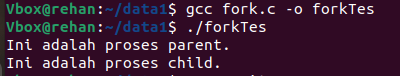 Vbox@rehan:~/data1$ gcc fork.c -o forkTes
Vbox@rehan:~/data1$ ./forkTes
Ini adalah proses parent.
Ini adalah proses child.